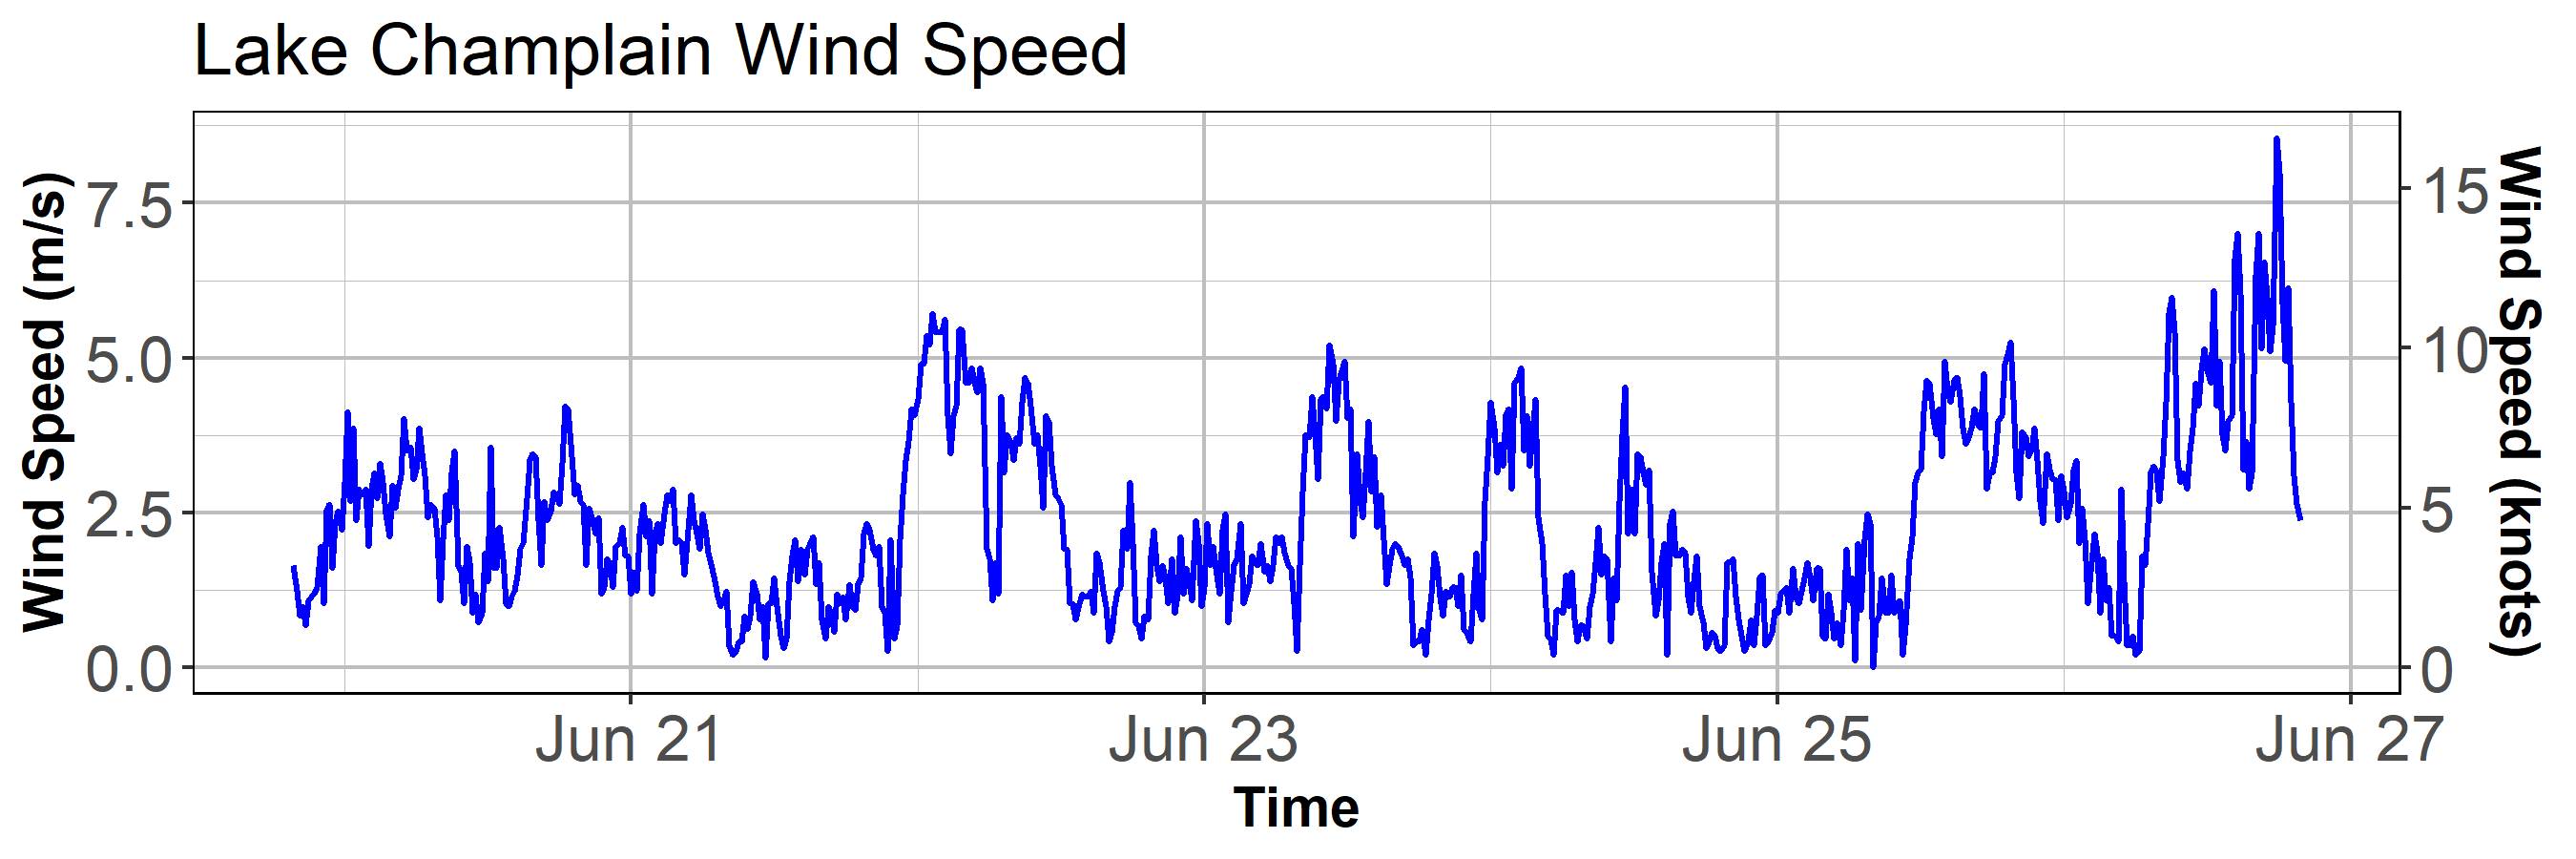 Lake Champlain Wind Speed
Wind Speed (m/s)
7.5
5.0
2.5
0.0
15
10
5
0
Wind Speed (knots)
Jun 21 Jun 23 Jun 25 Jun 27
Time